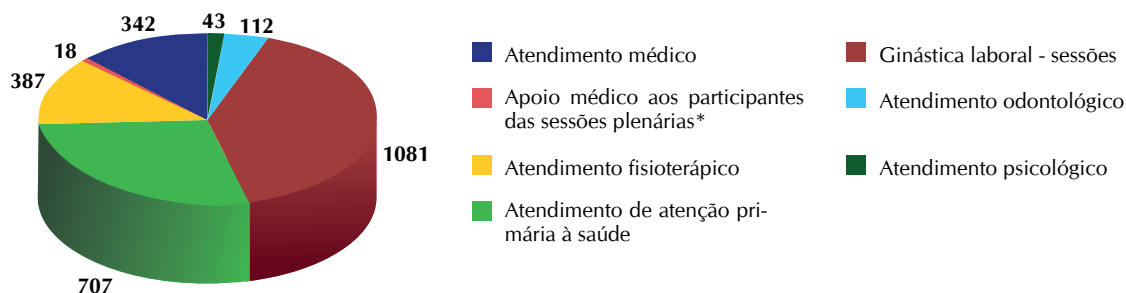 43
112
342
18
387
1081
707
Atendimento médico
Apoio médico aos participantes
das sessões plenárias*
Atendimento fisioterápico
Atendimento de atenção pri-
mária à saúde
Ginástica laboral - sessões
Atendimento odontológico
Atendimento psicológico